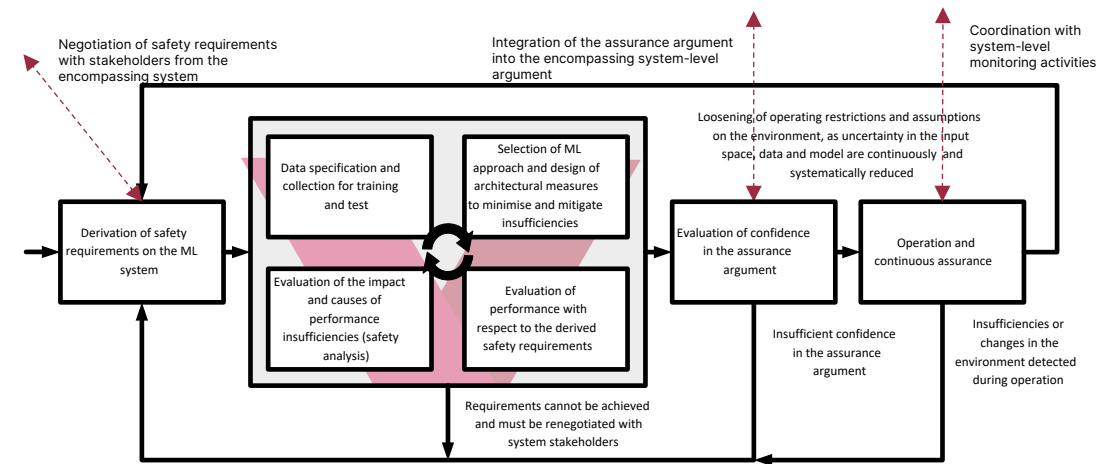 Negotiation of safety requirements
with stakeholders from the
encompassing system
Integration of the assurance argument
into the encompassing system-level
argument
Coordination with
system-level
monitoring activities
Loosening of operating restrictions and assumptions
on the environment, as uncertainty in the input
space, data and model are continuously and
systematically reduced
Derivation of safety
requirements on the ML
system
Data specification and
collection for training
and test
Selection of ML
approach and design of
architectural measures
to minimise and mitigate
insufficiencies
Evaluation of the impact
and causes of
performance
insufficiencies (safety
analysis)
Evaluation of
performance with
respect to the derived
safety requirements
Evaluation of confidence
in the assurance
argument
Operation and
continuous assurance
Requirements cannot be achieved
and must be renegotiated with
system stakeholders
Insufficient confidence
in the assurance
argument
Insufficiencies or
changes in the
environment detected
during operation